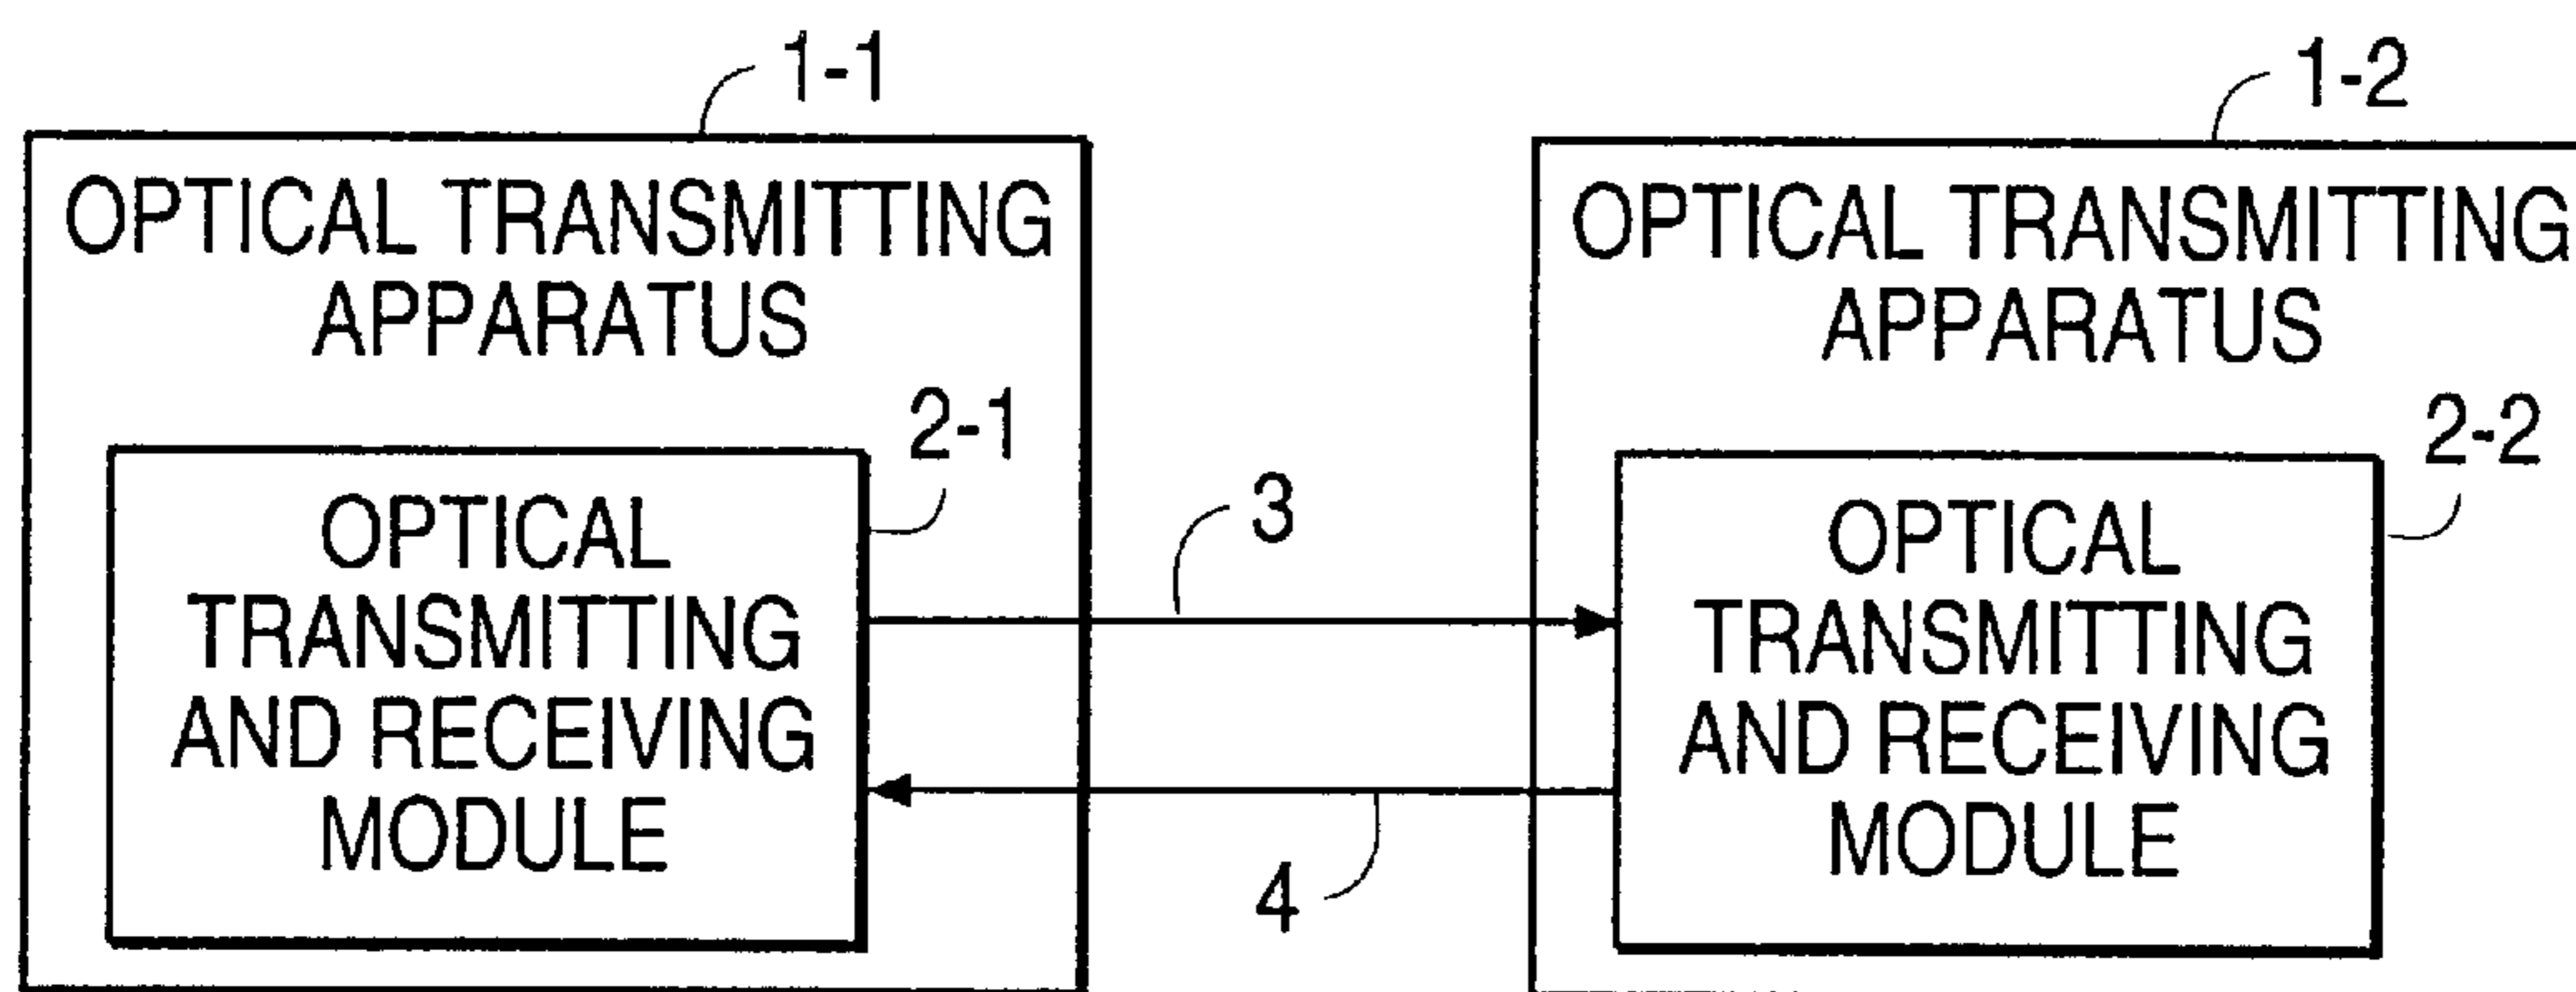 1-1
OPTICAL TRANSMITTING
APPARATUS
2-1
OPTICAL
TRANSMITTING
AND RECEIVING
MODULE
3
4
1-2
OPTICAL TRANSMITTING
APPARATUS
2-2
OPTICAL
TRANSMITTING
AND RECEIVING
MODULE